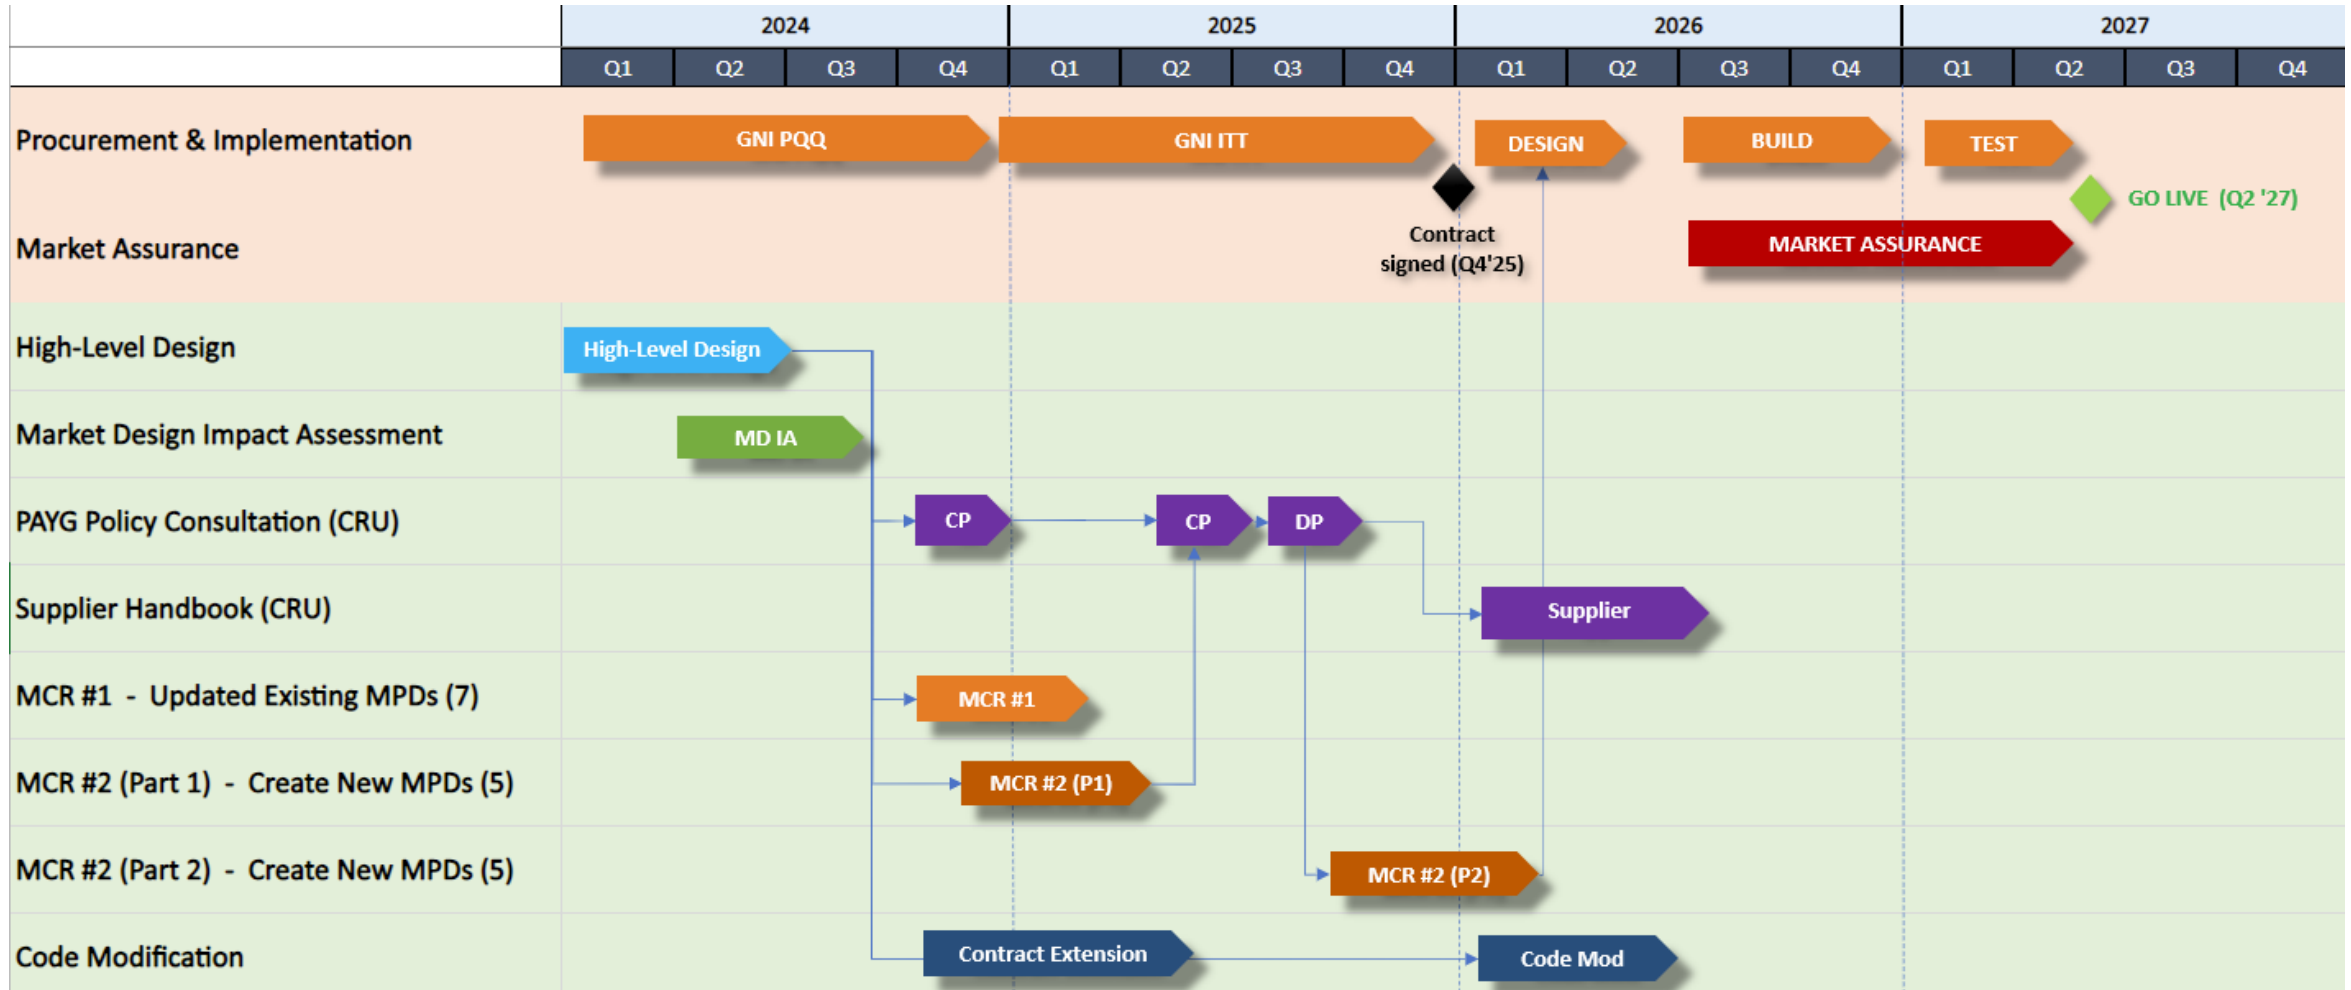 2024 2025 2026 2027
Q1 Q2 Q3 Q4 Q1 Q2 Q3 Q4 Q1 Q2 Q3 Q4 Q1 Q2 Q3 Q4
Procurement & Implementation
GNI PQQ
GNI ITT
DESIGN
BUILD
TEST
GO LIVE (Q2 '27)
Contract
signed (Q4'25)
Market Assurance
MARKET ASSURANCE
High-Level Design
High-Level Design
Market Design Impact Assessment
MD IA
PAYG Policy Consultation (CRU)
CP
CP
DP
Supplier Handbook (CRU)
Supplier
MCR #1 - Updated Existing MPDs (7)
MCR #1
MCR #2 (Part 1) - Create New MPDs (5)
MCR #2 (P1)
MCR #2 (Part 2) - Create New MPDs (5)
MCR #2 (P2)
Code Modification
Contract Extension
Code Mod